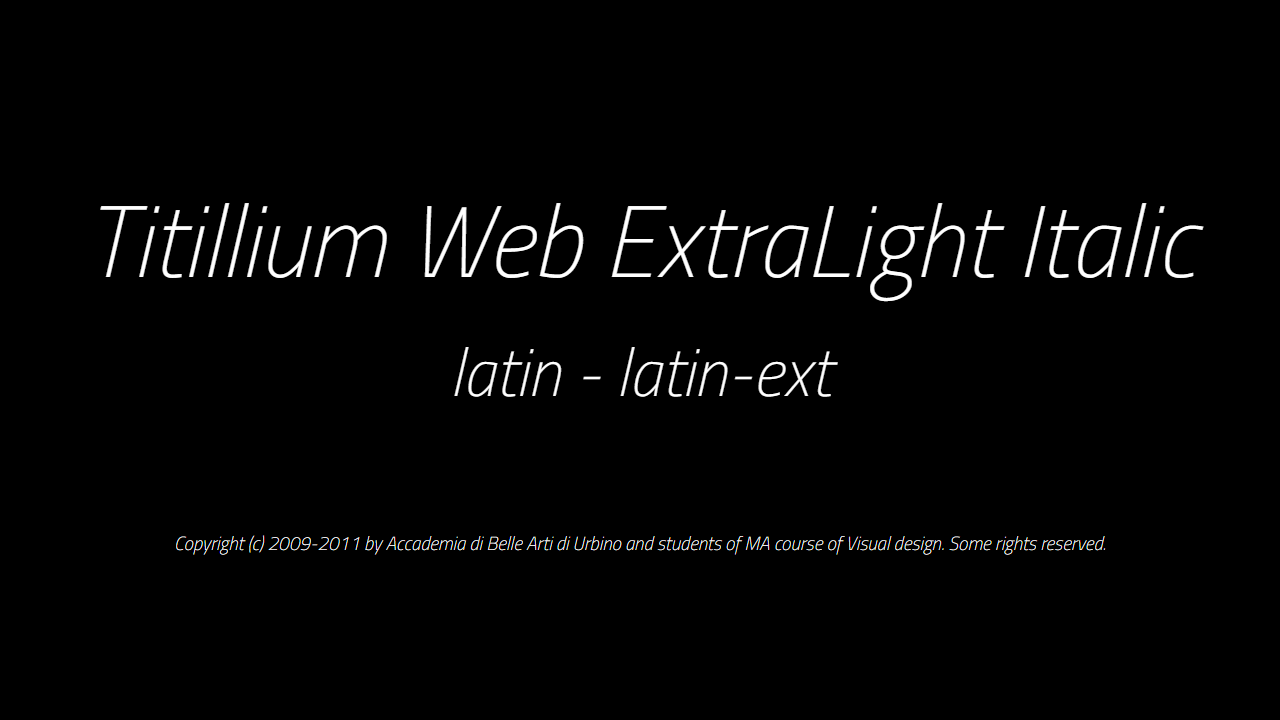 Titillium Web ExtraLight Italic
latin - latin-ext
Copyright (c) 2009-2011 by Accademia di Belle Arti di Urbino and students of MA course of Visual design. Some rights reserved.